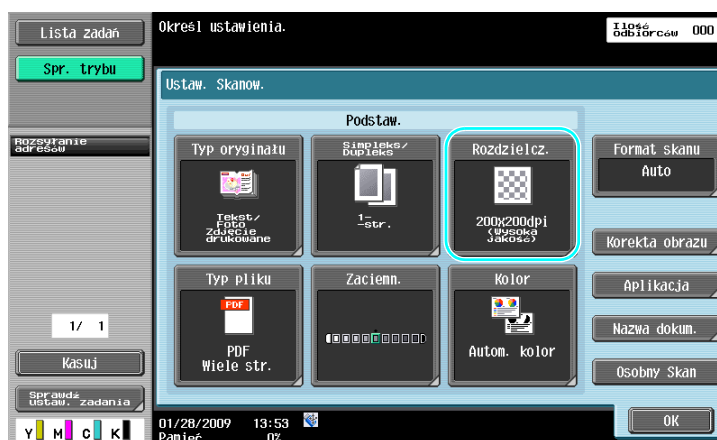 Lista zadań
Spr. trybu
Rozsyłanie
adresów
1/ 1
Kasuj
Sprawdź
ustaw. zadania
Y M C K
Określ ustawienia.
Ilość
odbiorców 000
Ustaw. Skanow.
Podstaw.
Typ oryginału
Tekst/
Foto
Zdjęcie
drukowane
Simpleks/
Dupleks
1-
-str.
Rozdzielcz.
200x200dpi
(Wysoka
jakość)
Typ pliku
PDF
PDF
Wiele str.
Zaciemn.
Kolor
Autom. kolor
Format skanu
Auto
Korekta obrazu
Aplikacja
Nazwa dokum.
Osobny Skan
OK
01/28/2009 13:53
Pamięć 0%